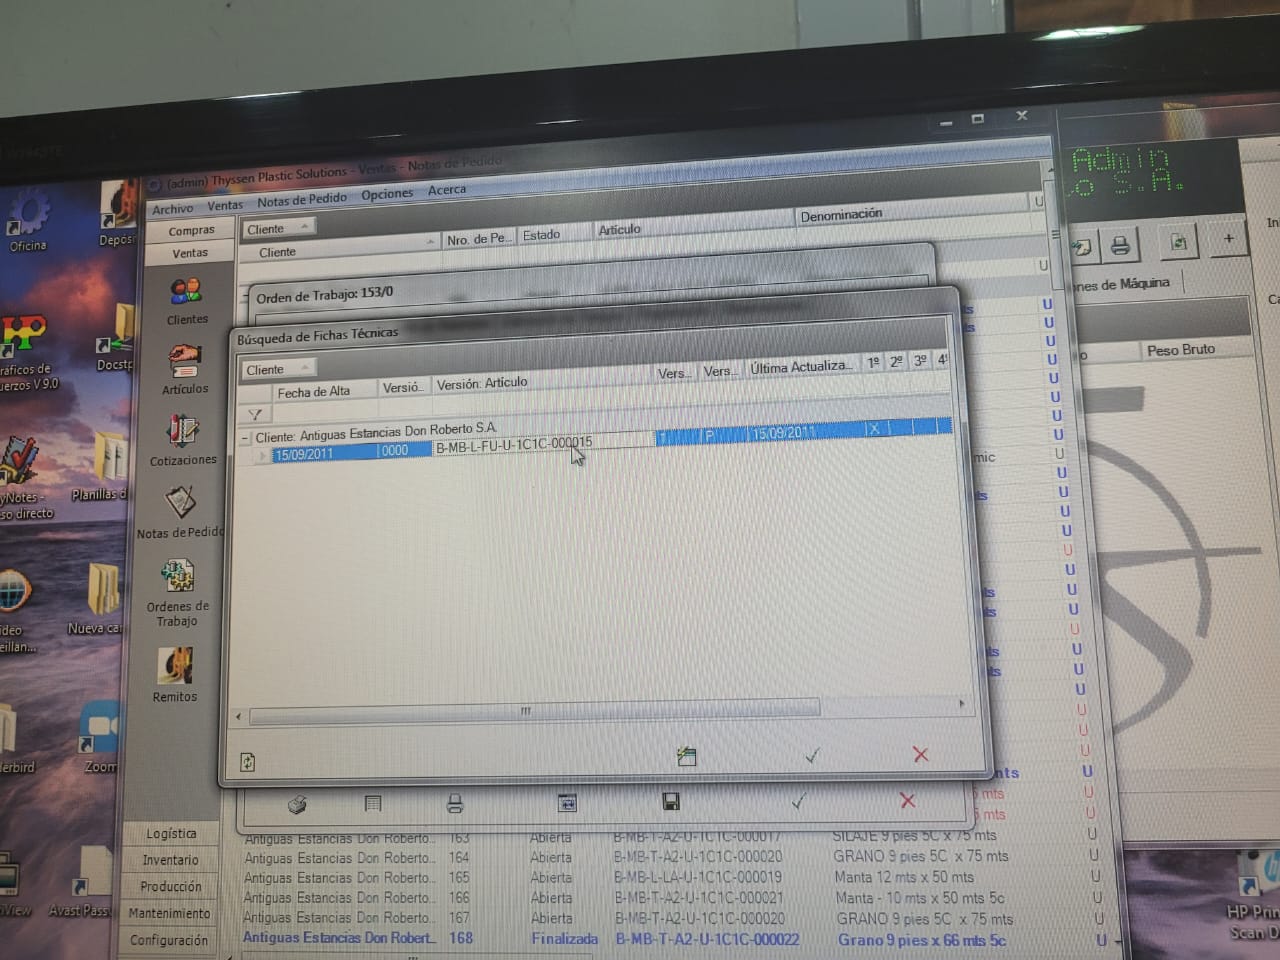 (admin) Thyssen Plastic Solutions - Ventas - Notas de Pedido
Archivo Ventas Notas de Pedido Opciones Acerca
Compras
Ventas
Clientes
Artículos
Cotizaciones
Notas de Pedido
Ordenes de
Trabajo
Remitos
Logística
Inventario
Producción
Mantenimiento
Configuración
Cliente
Cliente Nro. de Pe... Estado Artículo Denominación U
Orden de Trabajo: 153/0
Búsqueda de Fichas Técnicas
Cliente
Fecha de Alta Versió... Versión: Artículo Vers... Vers... Última Actualiza... 1º 2º 3º 4º
Cliente: Antiguas Estancias Don Roberto S.A.
15/09/2011 0000 B-MB-L-FU-U-1C1C-000015 1 P 15/09/2011 X
Antiguas Estancias Don Roberto... 163 Abierta B-MB-T-A2-U-1C1C-000017 SILAJE 9 pies 5C x 75 mts U
Antiguas Estancias Don Roberto... 164 Abierta B-MB-T-A2-U-1C1C-000020 GRANO 9 pies 5C x 75 mts U
Antiguas Estancias Don Roberto... 165 Abierta B-MB-L-LA-U-1C1C-000019 Manta 12 mts x 50 mts U
Antiguas Estancias Don Roberto... 166 Abierta B-MB-T-A2-U-1C1C-000021 Manta - 10 mts x 50 mts 5c U
Antiguas Estancias Don Roberto... 167 Abierta B-MB-T-A2-U-1C1C-000020 GRANO 9 pies 5C x 75 mts U
Antiguas Estancias Don Robert... 168 Finalizada B-MB-T-A2-U-1C1C-000022 Grano 9 pies x 66 mts 5c U
Oficina
Docstp
V 9.0
Planillas d
so directo
Nueva ca
Zoom
Avast Pass
Admin
S.A.
nes de Máquina
Peso Bruto
HP Prin
Scan D